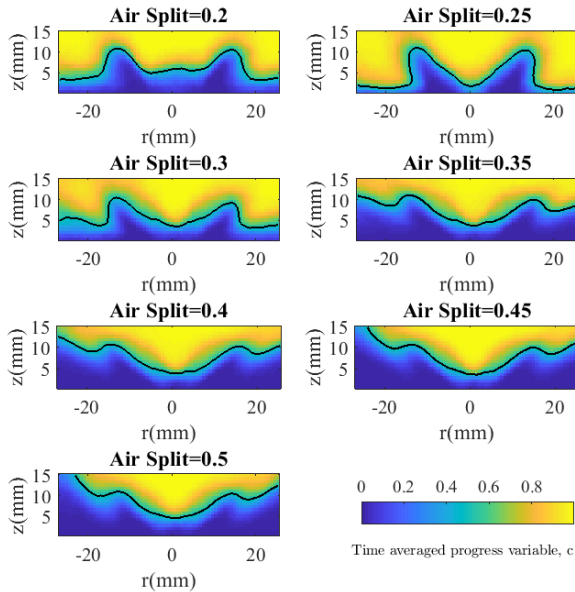 Air Split=0.2
15
10
5
z(mm)
-20 0 20
r(mm)
Air Split=0.25
15
10
5
z(mm)
-20 0 20
r(mm)
Air Split=0.3
15
10
5
z(mm)
-20 0 20
r(mm)
Air Split=0.35
15
10
5
z(mm)
-20 0 20
r(mm)
Air Split=0.4
15
10
5
z(mm)
-20 0 20
r(mm)
Air Split=0.45
15
10
5
z(mm)
-20 0 20
r(mm)
Air Split=0.5
15
10
5
z(mm)
-20 0 20
r(mm)
0 0.2 0.4 0.6 0.8
Time averaged progress variable, c